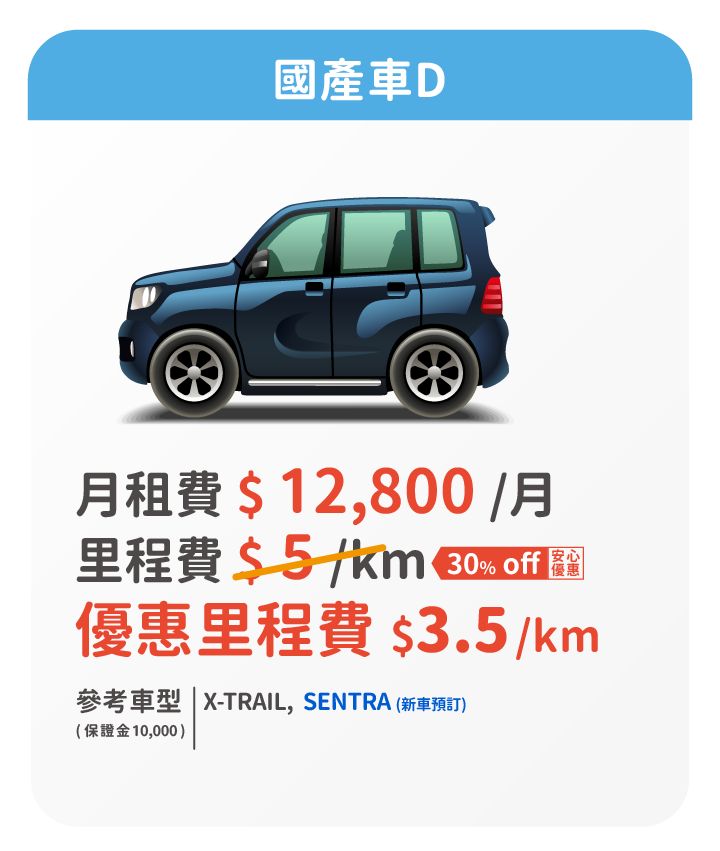 國產車D
月租費 $ 12,800 /月
里程費 $ 5 /km 30% off 安心優惠
優惠里程費 $3.5/km
參考車型 X-TRAIL, SENTRA (新車預訂)
(保證金10,000)